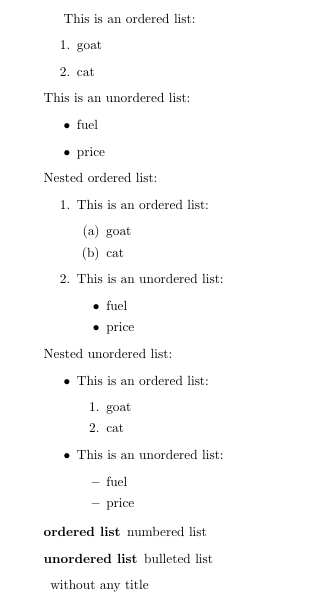 This is an ordered list:
1. goat
2. cat
This is an unordered list:
• fuel
• price
Nested ordered list:
1. This is an ordered list:
(a) goat
(b) cat
2. This is an unordered list:
• fuel
• price
Nested unordered list:
• This is an ordered list:
1. goat
2. cat
• This is an unordered list:
– fuel
– price
ordered list numbered list
unordered list bulleted list
without any title